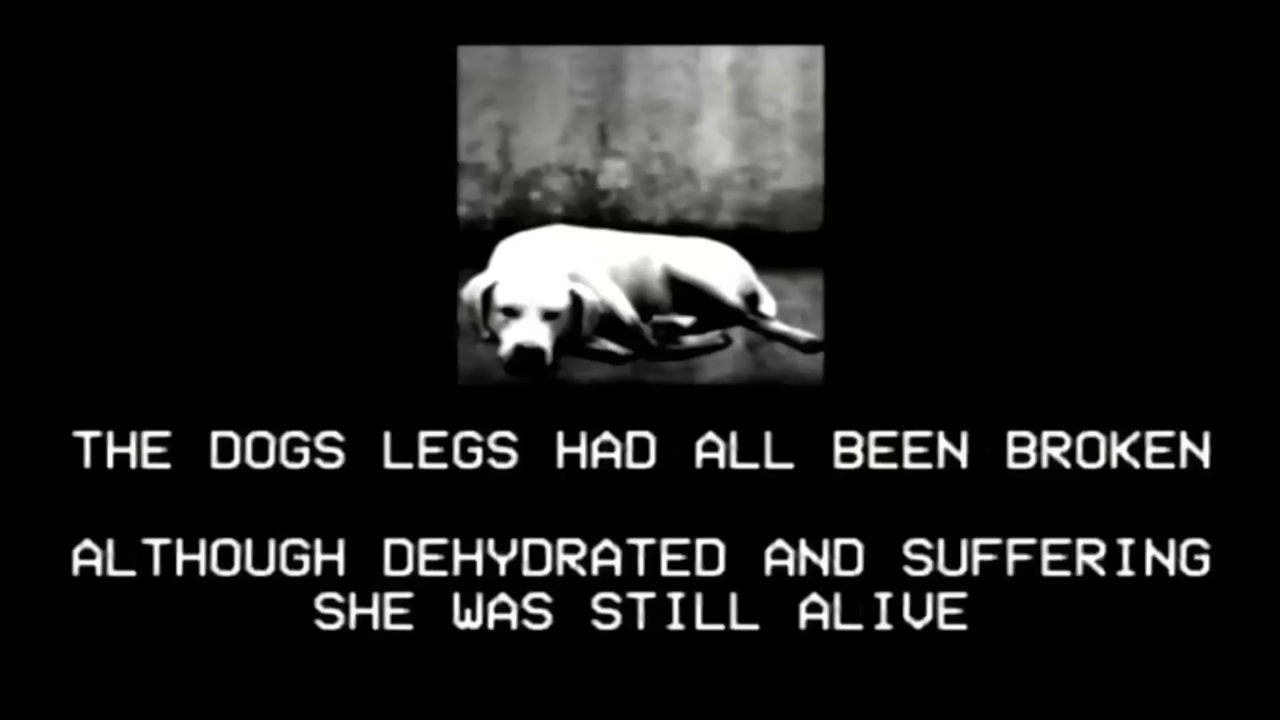 THE DOGS LEGS HAD ALL BEEN BROKEN
ALTHOUGH DEHYDRATED AND SUFFERING
SHE WAS STILL ALIVE